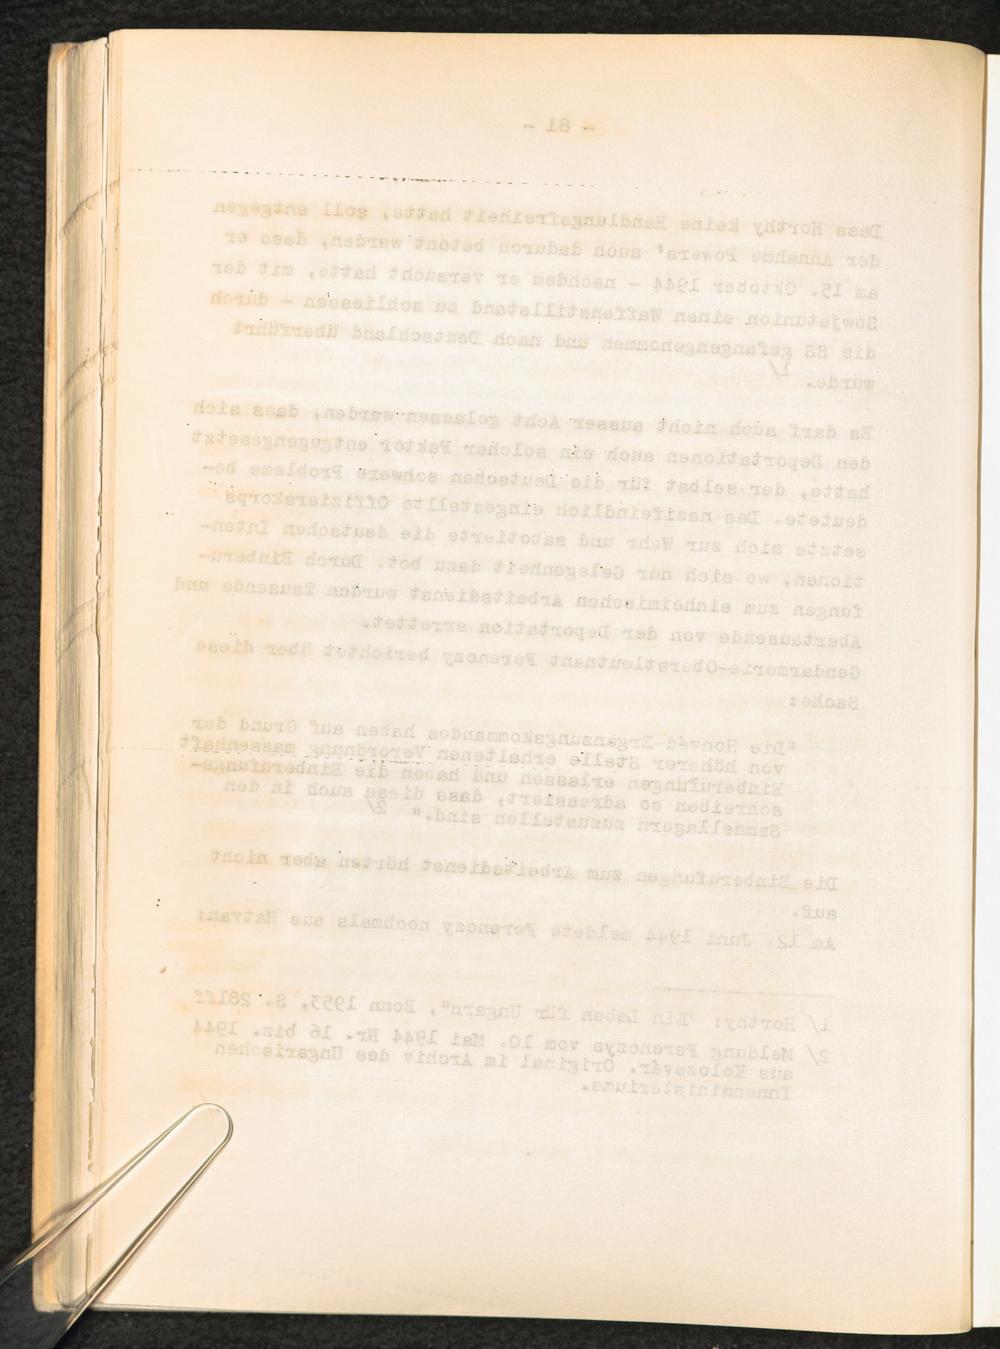 - 81 -
Dass Horthy keine Handlungsfreiheit hatte, soll entgegen
der Annahme Powers' auch dadurch betont werden, dass er
am 15. Oktober 1944 - nachdem er versucht hatte, mit der
Sowjetunion einen Waffenstillstand zu schliessen - durch
die SS gefangengenommen und nach Deutschland überführt
wurde. 1/
Es darf auch nicht ausser Acht gelassen werden, dass sich
den Deportationen auch ein solcher Faktor entgegengesetzt
hatte, der selbst für die Deutschen schwere Probleme be-
deutete. Das nazifeindlich eingestellte Offizierskorps
setzte sich zur Wehr und sabotierte die deutschen Inten-
tionen, wo sich nur Gelegenheit dazu bot. Durch Einberu-
fungen zum einheimischen Arbeitsdienst wurden Tausende und
Abertausende von der Deportation errettet.
Gendarmerie-Oberstleutnant Ferenczy berichtet über diese
Sache:
"Die Honvéd-Ergänzungskommandos haben auf Grund der
von höherer Stelle erhaltenen Verordnung massenhaft
Einberufungen erlassen und haben die Einberufungs-
schreiben so adressiert, dass diese auch in den
Sammellagern zuzustellen sind." 2/
Die Einberufungen zum Arbeitsdienst hörten aber nicht
auf.
Am 12. Juni 1944 meldete Ferenczy nochmals aus Hatvan:
1/ Horthy: "Ein Leben für Ungarn", Bonn 1953, S. 281ff
2/ Meldung Ferenczys vom 10. Mai 1944 Nr. 16 biz. 1944
aus Kolozsvár. Original im Archiv des Ungarischen
Innenministeriums.